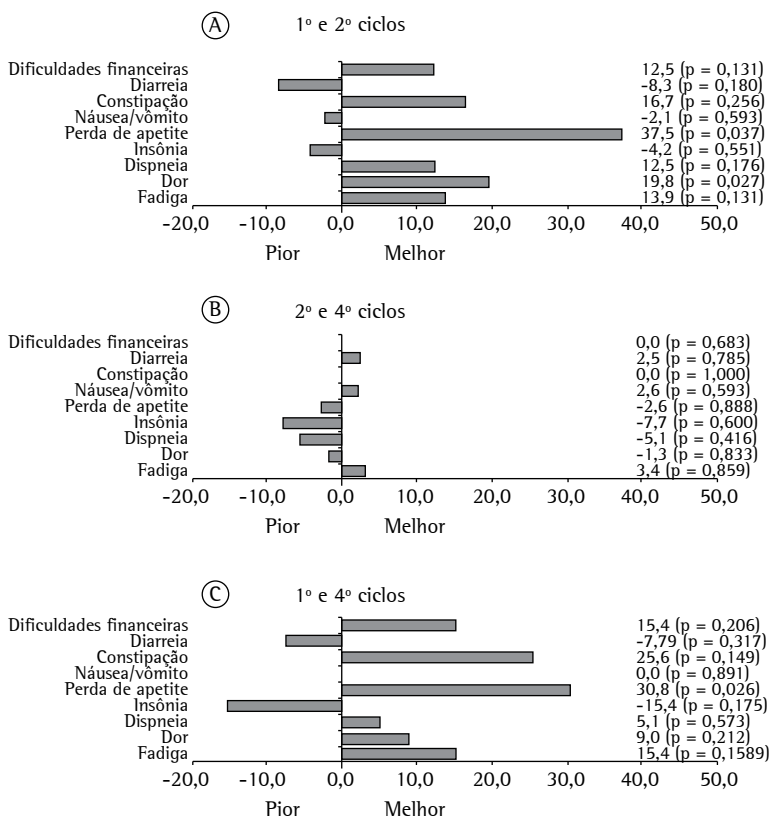 A 1º e 2º ciclos
Dificuldades financeiras 12,5 (p = 0,131)
Diarreia -8,3 (p = 0,180)
Constipação 16,7 (p = 0,256)
Náusea/vômito -2,1 (p = 0,593)
Perda de apetite 37,5 (p = 0,037)
Insônia -4,2 (p = 0,551)
Dispneia 12,5 (p = 0,176)
Dor 19,8 (p = 0,027)
Fadiga 13,9 (p = 0,131)
-20,0 -10,0 0,0 10,0 20,0 30,0 40,0 50,0
Pior Melhor
B 2º e 4º ciclos
Dificuldades financeiras 0,0 (p = 0,683)
Diarreia 2,5 (p = 0,785)
Constipação 0,0 (p = 1,000)
Náusea/vômito 2,6 (p = 0,593)
Perda de apetite -2,6 (p = 0,888)
Insônia -7,7 (p = 0,600)
Dispneia -5,1 (p = 0,416)
Dor -1,3 (p = 0,833)
Fadiga 3,4 (p = 0,859)
-20,0 -10,0 0,0 10,0 20,0 30,0 40,0 50,0
Pior Melhor
C 1º e 4º ciclos
Dificuldades financeiras 15,4 (p = 0,206)
Diarreia -7,79 (p = 0,317)
Constipação 25,6 (p = 0,149)
Náusea/vômito 0,0 (p = 0,891)
Perda de apetite 30,8 (p = 0,026)
Insônia -15,4 (p = 0,175)
Dispneia 5,1 (p = 0,573)
Dor 9,0 (p = 0,212)
Fadiga 15,4 (p = 0,1589)
-20,0 -10,0 0,0 10,0 20,0 30,0 40,0 50,0
Pior Melhor